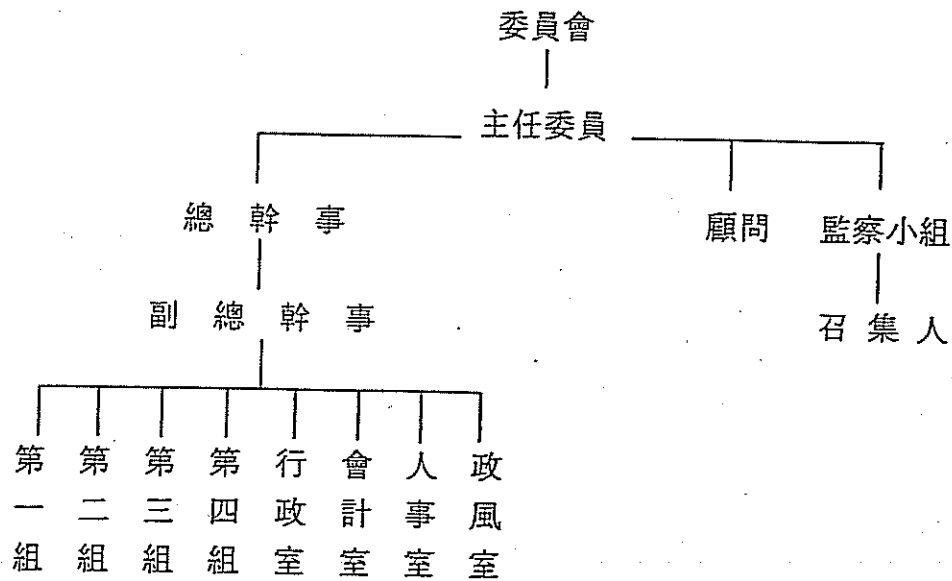 委員會
主任委員
總幹事
顧問
監察小組
副總幹事
召集人
第一組
第二組
第三組
第四組
行政室
會計室
人事室
政風室